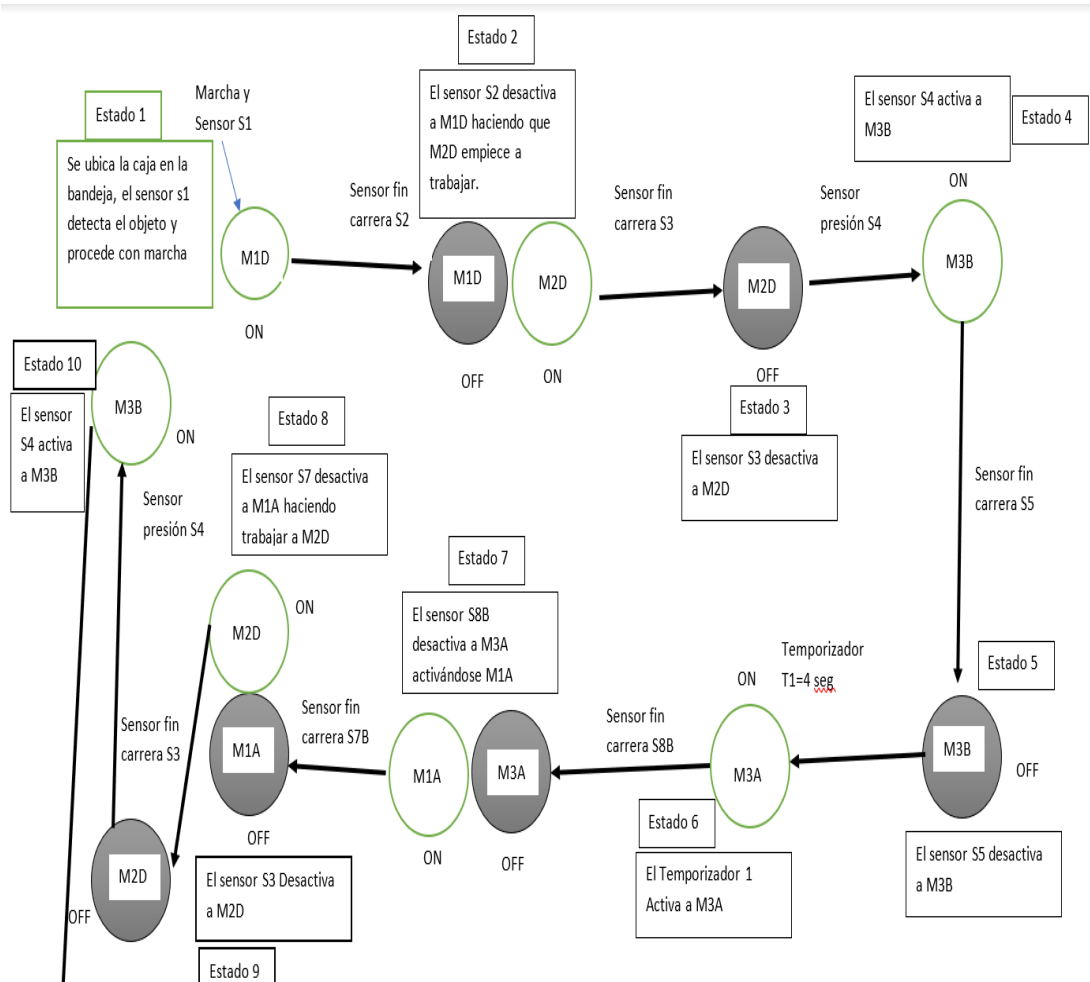 Estado 1
Se ubica la caja en la
bandeja, el sensor s1
detecta el objeto y
procede con marcha
Marcha y
Sensor S1
M1D
ON
Sensor fin
carrera S2
Estado 2
El sensor S2 desactiva
a M1D haciendo que
M2D empiece a
trabajar.
M1D
OFF
M2D
ON
Sensor fin
carrera S3
M2D
OFF
Estado 3
El sensor S3 desactiva
a M2D
Sensor
presión S4
El sensor S4 activa a
M3B
Estado 4
ON
M3B
Sensor fin
carrera S5
Estado 5
M3B
OFF
El sensor S5 desactiva
a M3B
Temporizador
T1=4 seg
ON
M3A
Estado 6
El Temporizador 1
Activa a M3A
Sensor fin
carrera S8B
Estado 7
El sensor S8B
desactiva a M3A
activándose M1A
M3A
OFF
M1A
ON
Sensor fin
carrera S7B
Estado 8
El sensor S7 desactiva
a M1A haciendo
trabajar a M2D
M2D
ON
M1A
OFF
Sensor fin
carrera S3
M2D
OFF
El sensor S3 Desactiva
a M2D
Estado 9
Sensor
presión S4
Estado 10
El sensor
S4 activa
a M3B
M3B
ON